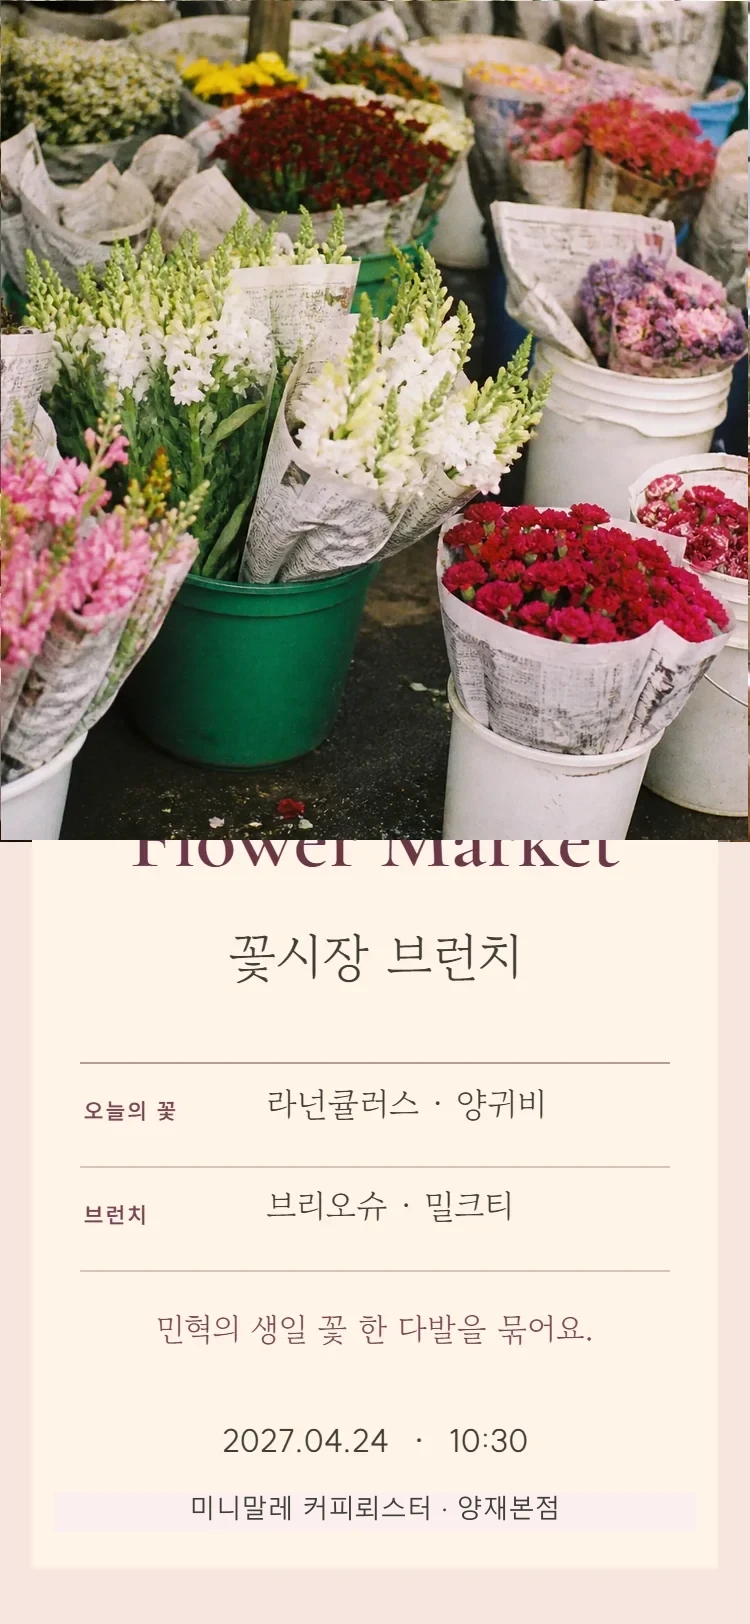 Flower Market
꽃시장 브런치
오늘의 꽃 라넌큘러스 · 양귀비
브런치 브리오슈 · 밀크티
민혁의 생일 꽃 한 다발을 묶어요.
2027.04.24 · 10:30
미니말레 커피뢰스터 · 양재본점